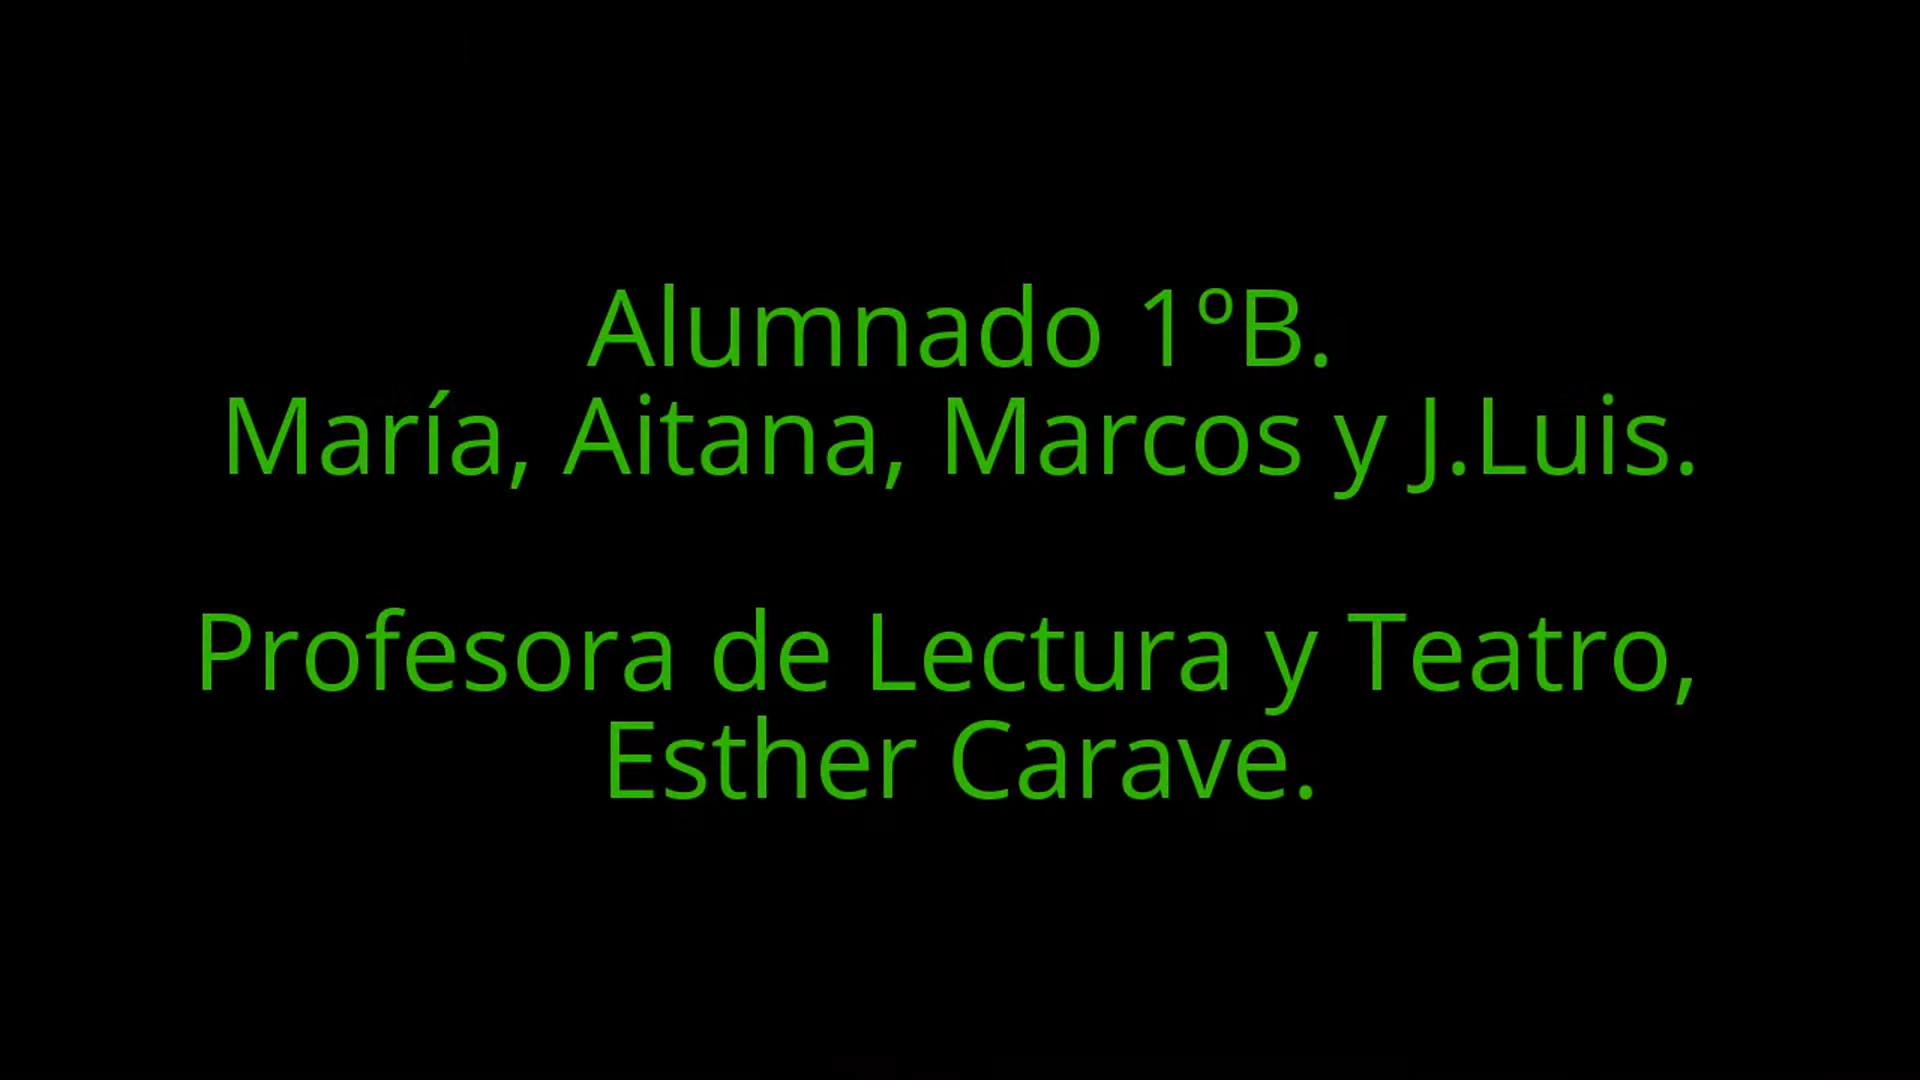 Alumnado 1ºB.
María, Aitana, Marcos y J.Luis.
Profesora de Lectura y Teatro,
Esther Carave.